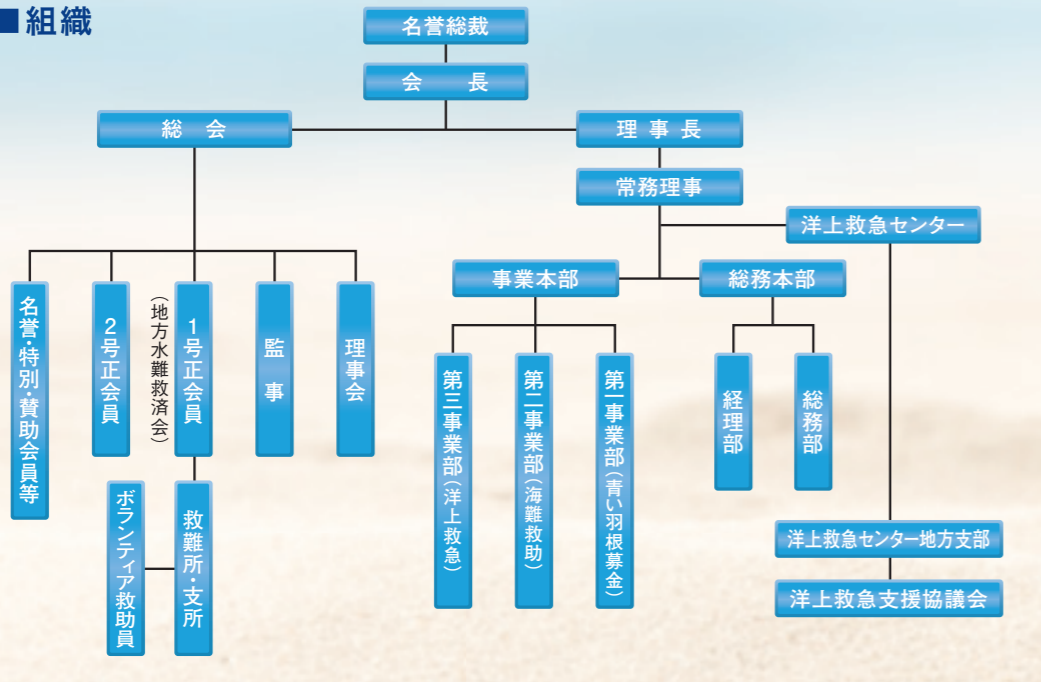 ■組織
名誉総裁
会　長
総　会
理事長
常務理事
洋上救急センター
事業本部
総務本部
名誉・特別・賛助会員等
2号正会員
(地方水難救済会)
1号正会員
監　事
理事会
第三事業部(洋上救急)
第二事業部(海難救助)
第一事業部(青い羽根募金)
経理部
総務部
ボランティア救助員
救難所・支所
洋上救急センター地方支部
洋上救急支援協議会